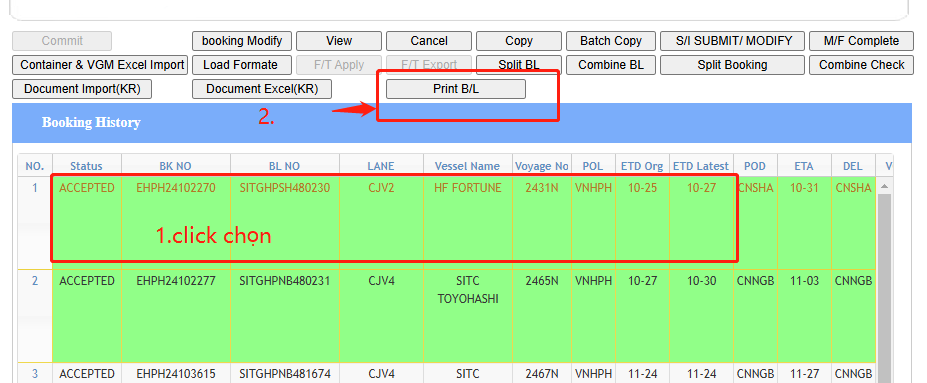 Commit booking Modify View Cancel Copy Batch Copy S/I SUBMIT/ MODIFY M/F Complete
Container & VGM Excel Import Load Formate F/T Apply F/T Export Split BL Combine BL Split Booking Combine Check
Document Import(KR) Document Excel(KR) Print B/L
2.
Booking History
NO. Status BK NO BL NO LANE Vessel Name Voyage No POL ETD Org ETD Latest POD ETA DEL V
1 ACCEPTED EHPH24102270 SITGHPSH480230 CJV2 HF FORTUNE 2431N VNHPH 10-25 10-27 CNSHA 10-31 CNSHA
1.click chọn
2 ACCEPTED EHPH24102277 SITGHPNB480231 CJV4 SITC 2465N VNHPH 10-27 10-30 CNNGB 11-03 CNNGB
TOYOHASHI
3 ACCEPTED EHPH24103615 SITGHPNB481674 CJV4 SITC 2467N VNHPH 11-24 11-24 CNNGB 11-27 CNNGB